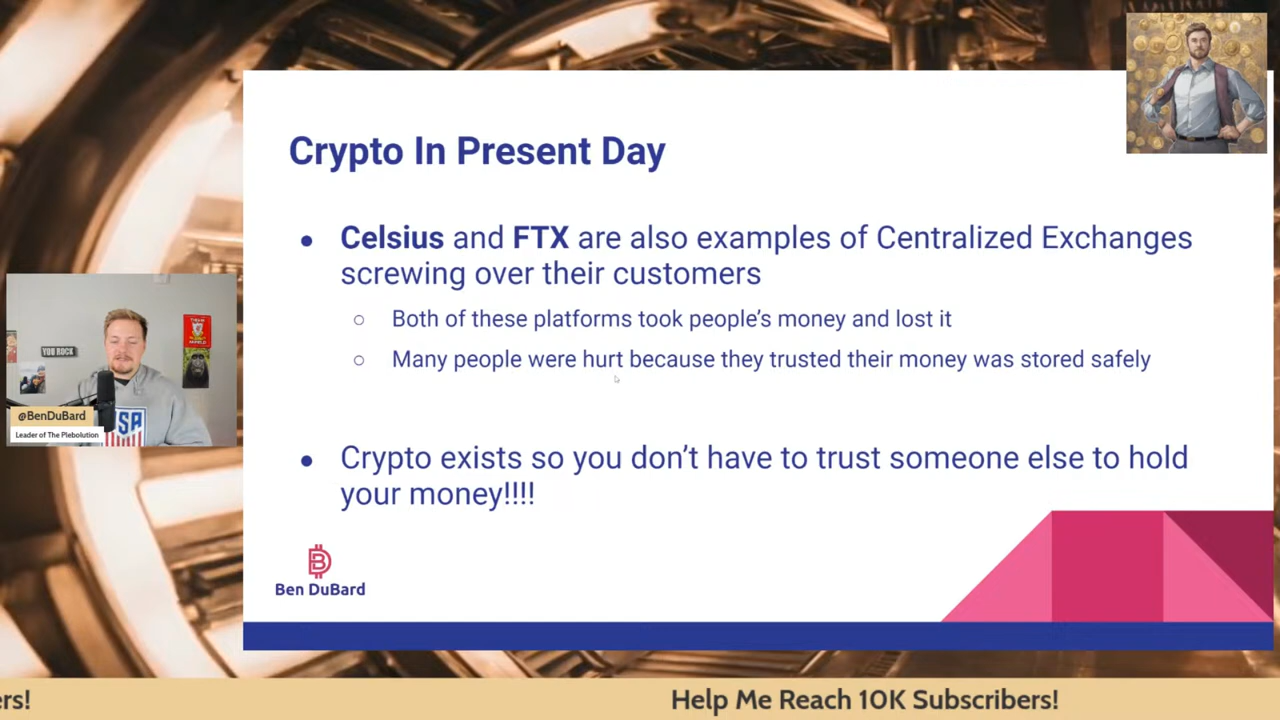 Crypto In Present Day
● Celsius and FTX are also examples of Centralized Exchanges
screwing over their customers
○ Both of these platforms took people's money and lost it
○ Many people were hurt because they trusted their money was stored safely
● Crypto exists so you don't have to trust someone else to hold
your money!!!!
Ben DuBard
YOU ROCK
@BenDuBard
Leader of The Plebolution
SA
ers!
Help Me Reach 10K Subscribers!